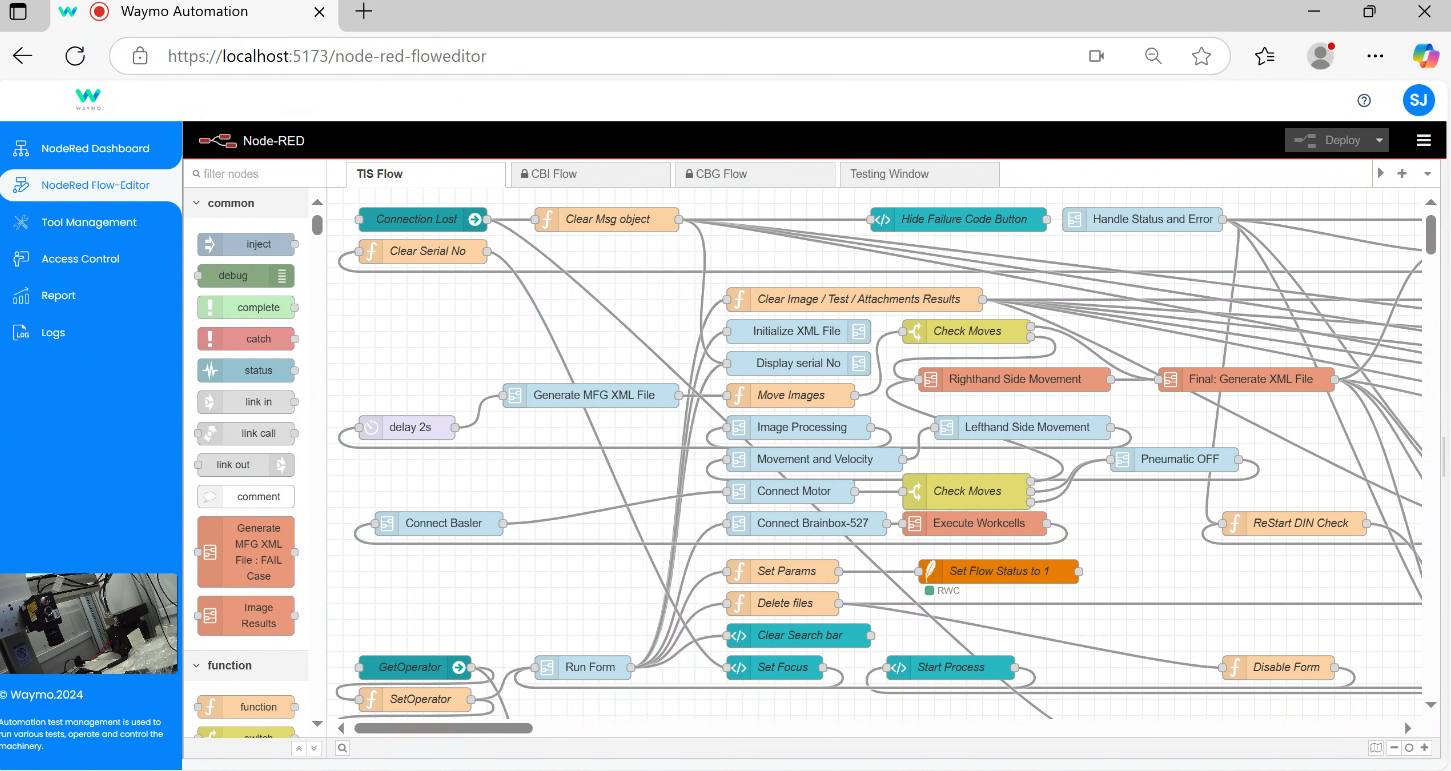 Waymo Automation
https://localhost:5173/node-red-floweditor
WAYMO
SJ
NodeRed Dashboard
NodeRed Flow-Editor
Tool Management
Access Control
Report
LOG Logs
© Waymo.2024
Automation test management is used to
run various tests, operate and control the
machinery.
Node-RED
Deploy
filter nodes
TIS Flow
CBI Flow
CBG Flow
Testing Window
common
inject
debug
complete
catch
status
link in
link call
link out
comment
Generate
MFG XML
File : FAIL
Case
Image
Results
function
function
switch
Connection Lost
Clear Msg object
Hide Failure Code Button
Handle Status and Error
Clear Serial No
Clear Image / Test / Attachments Results
Initialize XML File
Check Moves
Display serial No
Righthand Side Movement
Final: Generate XML File
Generate MFG XML File
Move Images
delay 2s
Image Processing
Lefthand Side Movement
Movement and Velocity
Pneumatic OFF
Connect Motor
Check Moves
Connect Basler
Connect Brainbox-527
Execute Workcells
ReStart DIN Check
Set Params
Set Flow Status to 1
RWC
Delete files
Clear Search bar
GetOperator
Run Form
Set Focus
Start Process
Disable Form
SetOperator